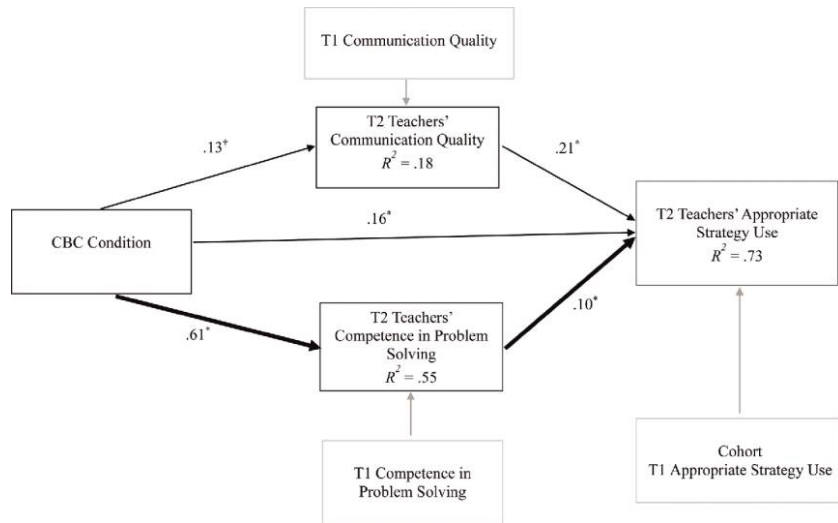 T1 Communication Quality
T2 Teachers'
Communication Quality
R² = .18
.13†
.21*
CBC Condition
.16*
T2 Teachers' Appropriate
Strategy Use
R² = .73
.61*
T2 Teachers'
Competence in Problem
Solving
R² = .55
.10*
T1 Competence in
Problem Solving
Cohort
T1 Appropriate Strategy Use